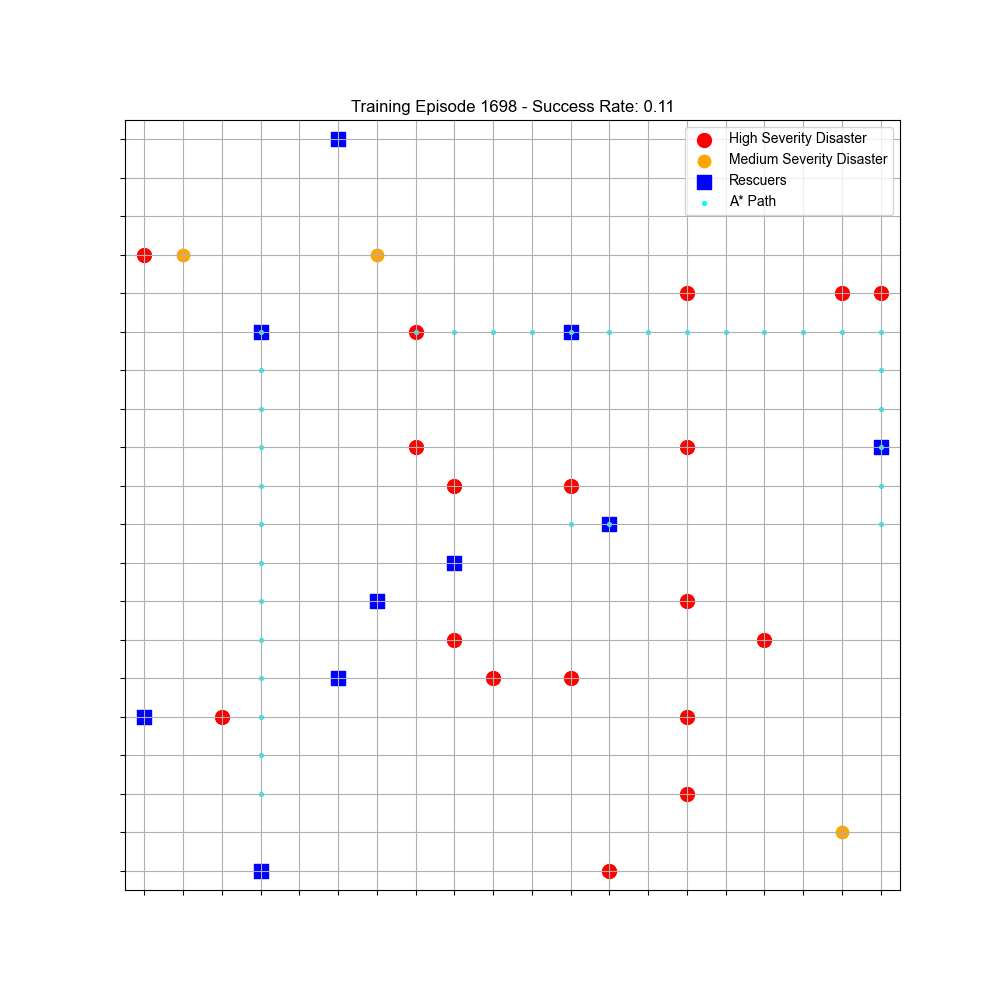 Training Episode 1698 - Success Rate: 0.11
High Severity Disaster
Medium Severity Disaster
Rescuers
A* Path